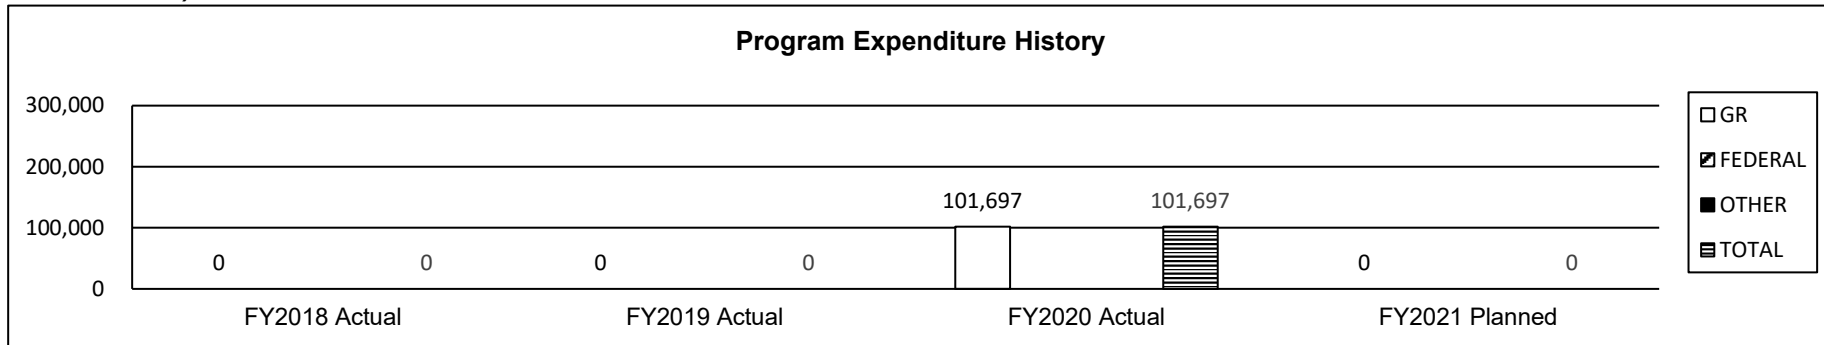 Program Expenditure History
300,000
200,000
100,000
0
101,697 101,697
0 0 0 0 0 0
FY2018 Actual FY2019 Actual FY2020 Actual FY2021 Planned
GR
FEDERAL
OTHER
TOTAL